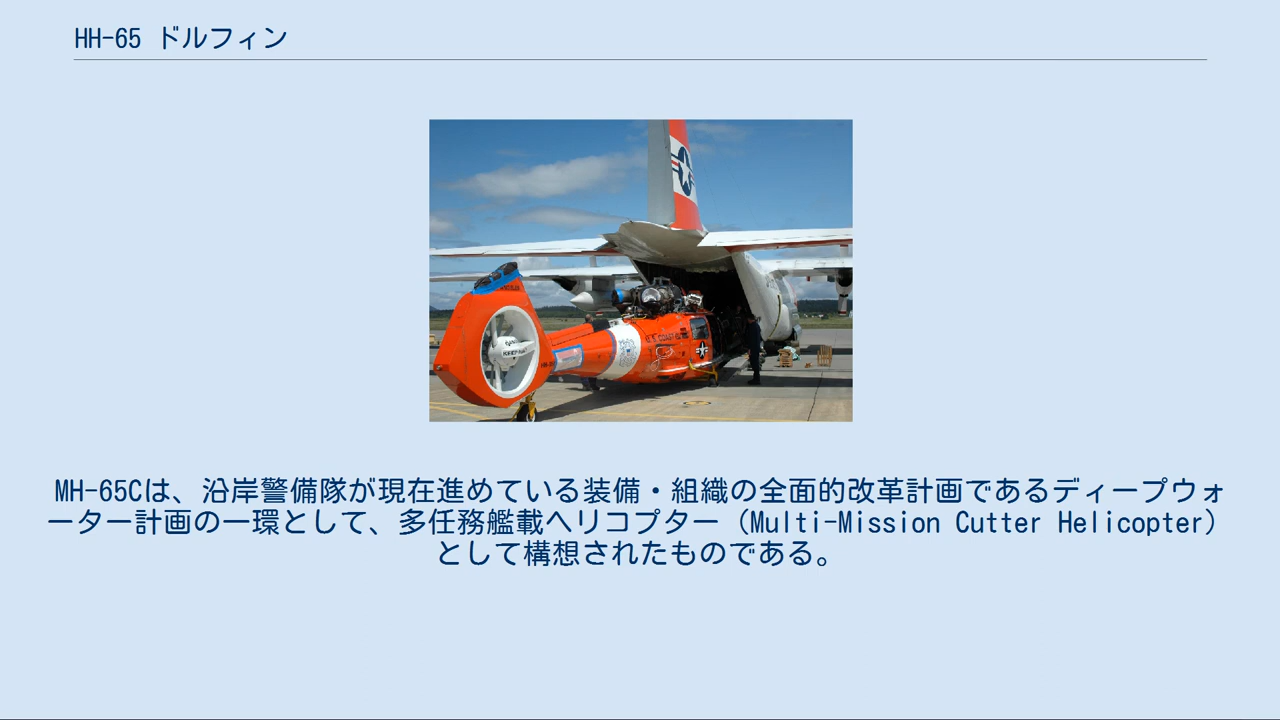 HH-65 ドルフィン
MH-65Cは、沿岸警備隊が現在進めている装備・組織の全面的改革計画であるディープウォ
ーター計画の一環として、多任務艦載ヘリコプター（Multi-Mission Cutter Helicopter）
として構想されたものである。